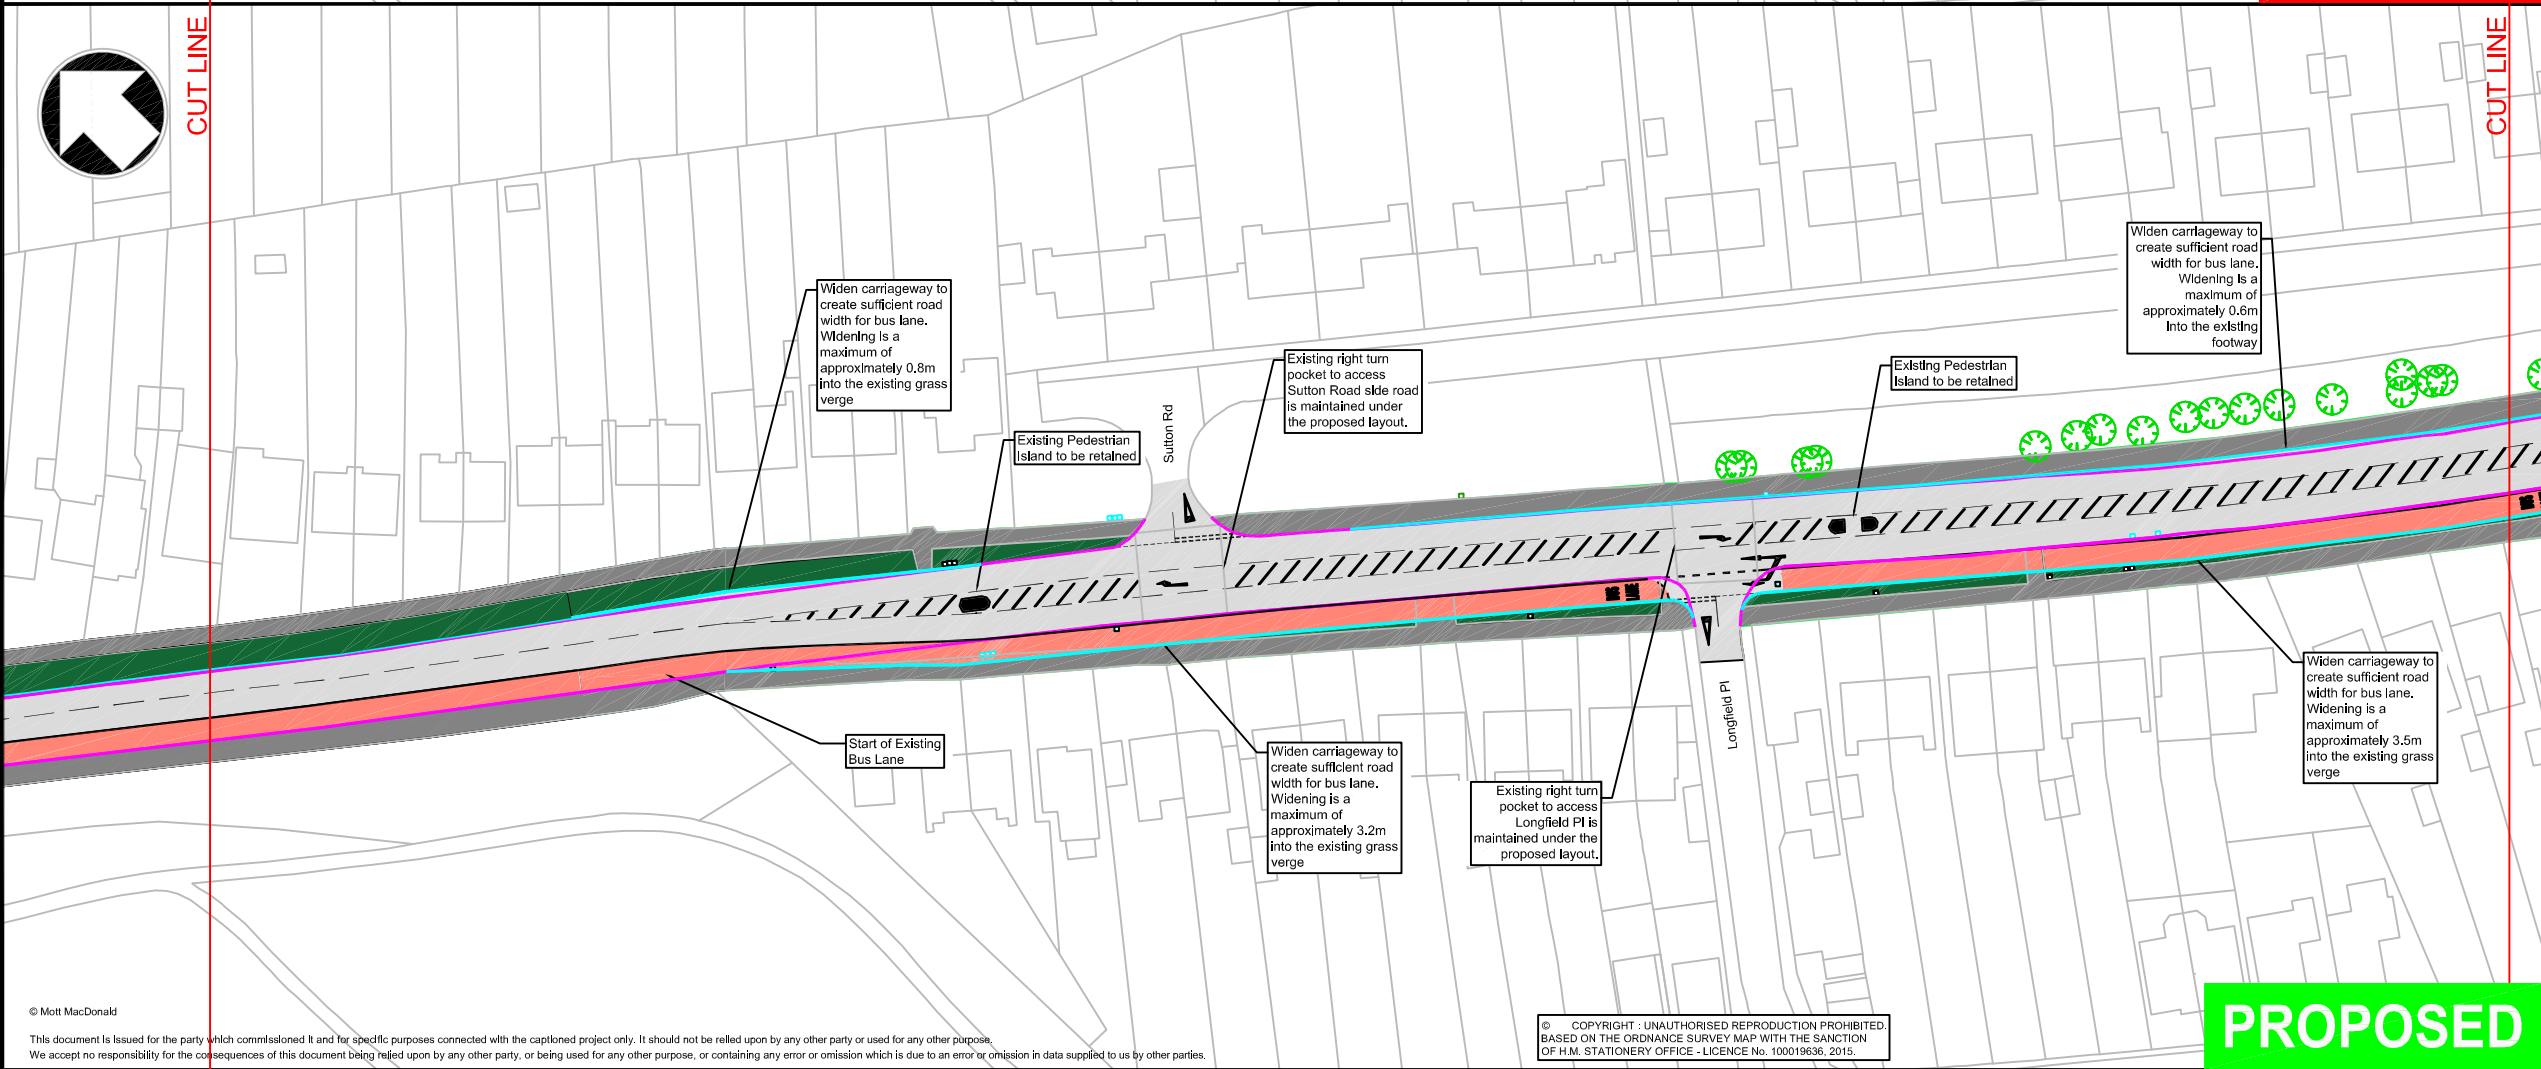 CUT LINE
CUT LINE
Widen carriageway to
create sufficient road
width for bus lane.
Widening is a
maximum of
approximately 0.6m
into the existing
footway
Widen carriageway to
create sufficient road
width for bus lane.
Widening is a
maximum of
approximately 0.8m
into the existing grass
verge
Existing right turn
pocket to access
Sutton Road side road
is maintained under
the proposed layout.
Existing Pedestrian
Island to be retained
Existing Pedestrian
Island to be retained
Sutton Rd
BUS
LANE
BUS
Longfield Pl
Start of Existing
Bus Lane
Widen carriageway to
create sufficient road
width for bus lane.
Widening is a
maximum of
approximately 3.2m
into the existing grass
verge
Existing right turn
pocket to access
Longfield Pl is
maintained under the
proposed layout.
Widen carriageway to
create sufficient road
width for bus lane.
Widening is a
maximum of
approximately 3.5m
into the existing grass
verge
© Mott MacDonald
This document is issued for the party which commissioned it and for specific purposes connected with the captioned project only. It should not be relied upon by any other party or used for any other purpose.
We accept no responsibility for the consequences of this document being relied upon by any other party, or being used for any other purpose, or containing any error or omission which is due to an error or omission in data supplied to us by other parties.
© COPYRIGHT : UNAUTHORISED REPRODUCTION PROHIBITED.
BASED ON THE ORDNANCE SURVEY MAP WITH THE SANCTION
OF H.M. STATIONERY OFFICE - LICENCE No. 100019636, 2015.
PROPOSED